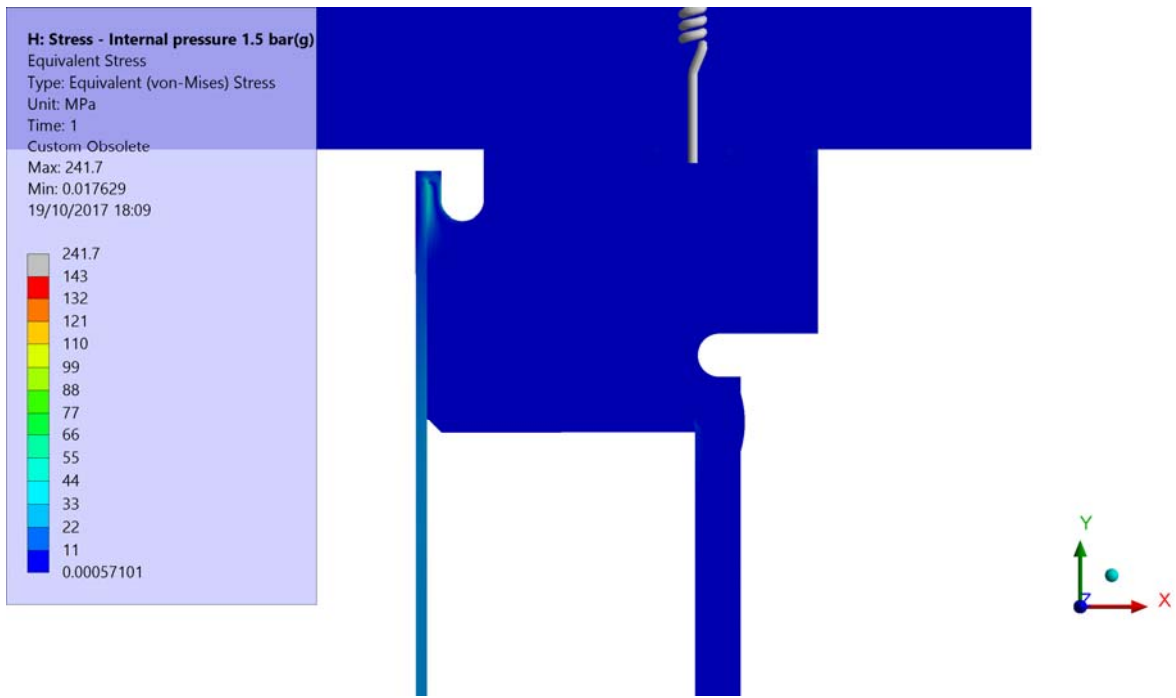 H: Stress - Internal pressure 1.5 bar(g)
Equivalent Stress
Type: Equivalent (von-Mises) Stress
Unit: MPa
Time: 1
Custom Obsolete
Max: 241.7
Min: 0.017629
19/10/2017 18:09
241.7
143
132
121
110
99
88
77
66
55
44
33
22
11
0.00057101
Y
Z
X